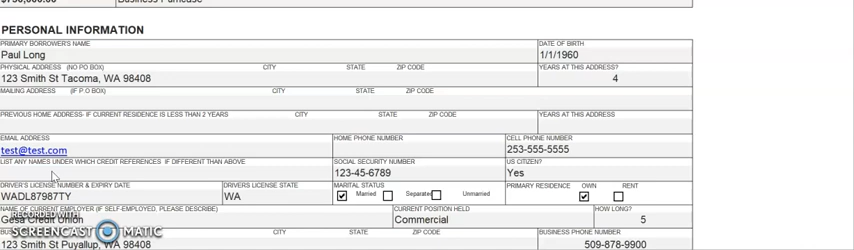 PERSONAL INFORMATION
PRIMARY BORROWER'S NAME DATE OF BIRTH
Paul Long 1/1/1960
PHYSICAL ADDRESS (NO PO BOX) CITY STATE ZIP CODE YEARS AT THIS ADDRESS?
123 Smith St Tacoma, WA 98408 4
MAILING ADDRESS (IF P.O BOX) CITY STATE ZIP CODE
PREVIOUS HOME ADDRESS- IF CURRENT RESIDENCE IS LESS THAN 2 YEARS CITY STATE ZIP CODE YEARS AT THIS ADDRESS
EMAIL ADDRESS HOME PHONE NUMBER CELL PHONE NUMBER
test@test.com 253-555-5555
LIST ANY NAMES UNDER WHICH CREDIT REFERENCES IF DIFFERENT THAN ABOVE SOCIAL SECURITY NUMBER US CITIZEN?
123-45-6789 Yes
DRIVER'S LICENSE NUMBER & EXPIRY DATE DRIVERS LICENSE STATE MARITAL STATUS PRIMARY RESIDENCE OWN RENT
WADL87987TY WA Married Separated Unmarried
NAME OF CURRENT EMPLOYER (IF SELF-EMPLOYED, PLEASE DESCRIBE) CURRENT POSITION HELD HOW LONG?
Gesa Credit Union Commercial 5
RECORDED WITH
SCREENCAST MATIC
BUSINESS PHONE NUMBER
123 Smith St Puyallup, WA 98408 509-878-9900